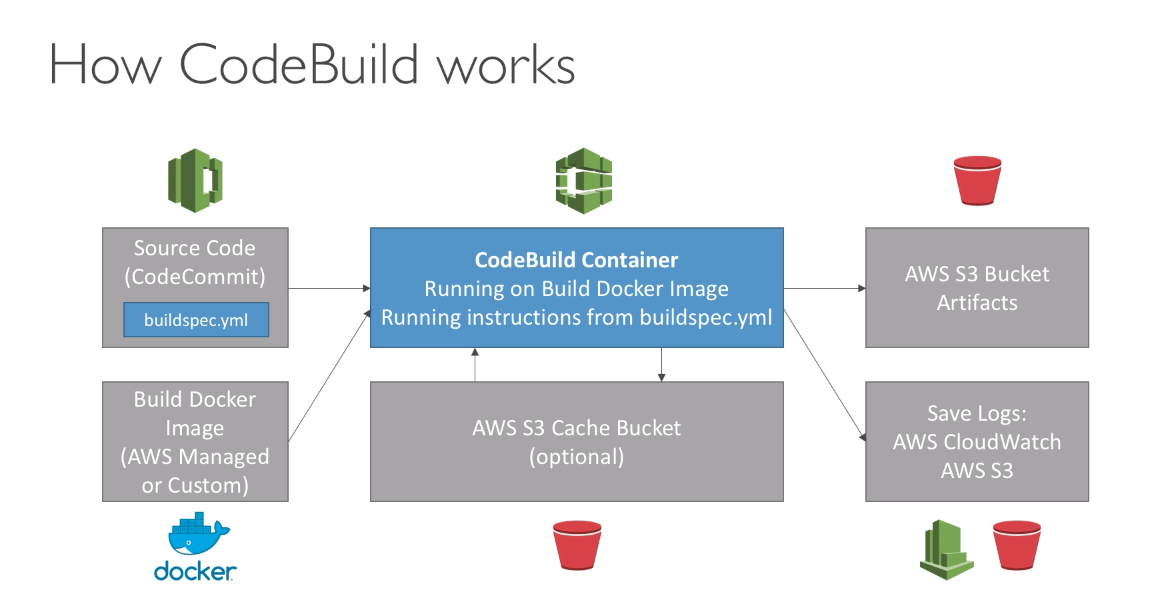 How CodeBuild works
Source Code
(CodeCommit)
buildspec.yml
CodeBuild Container
Running on Build Docker Image
Running instructions from buildspec.yml
AWS S3 Bucket
Artifacts
Build Docker
Image
(AWS Managed
or Custom)
AWS S3 Cache Bucket
(optional)
Save Logs:
AWS CloudWatch
AWS S3
docker